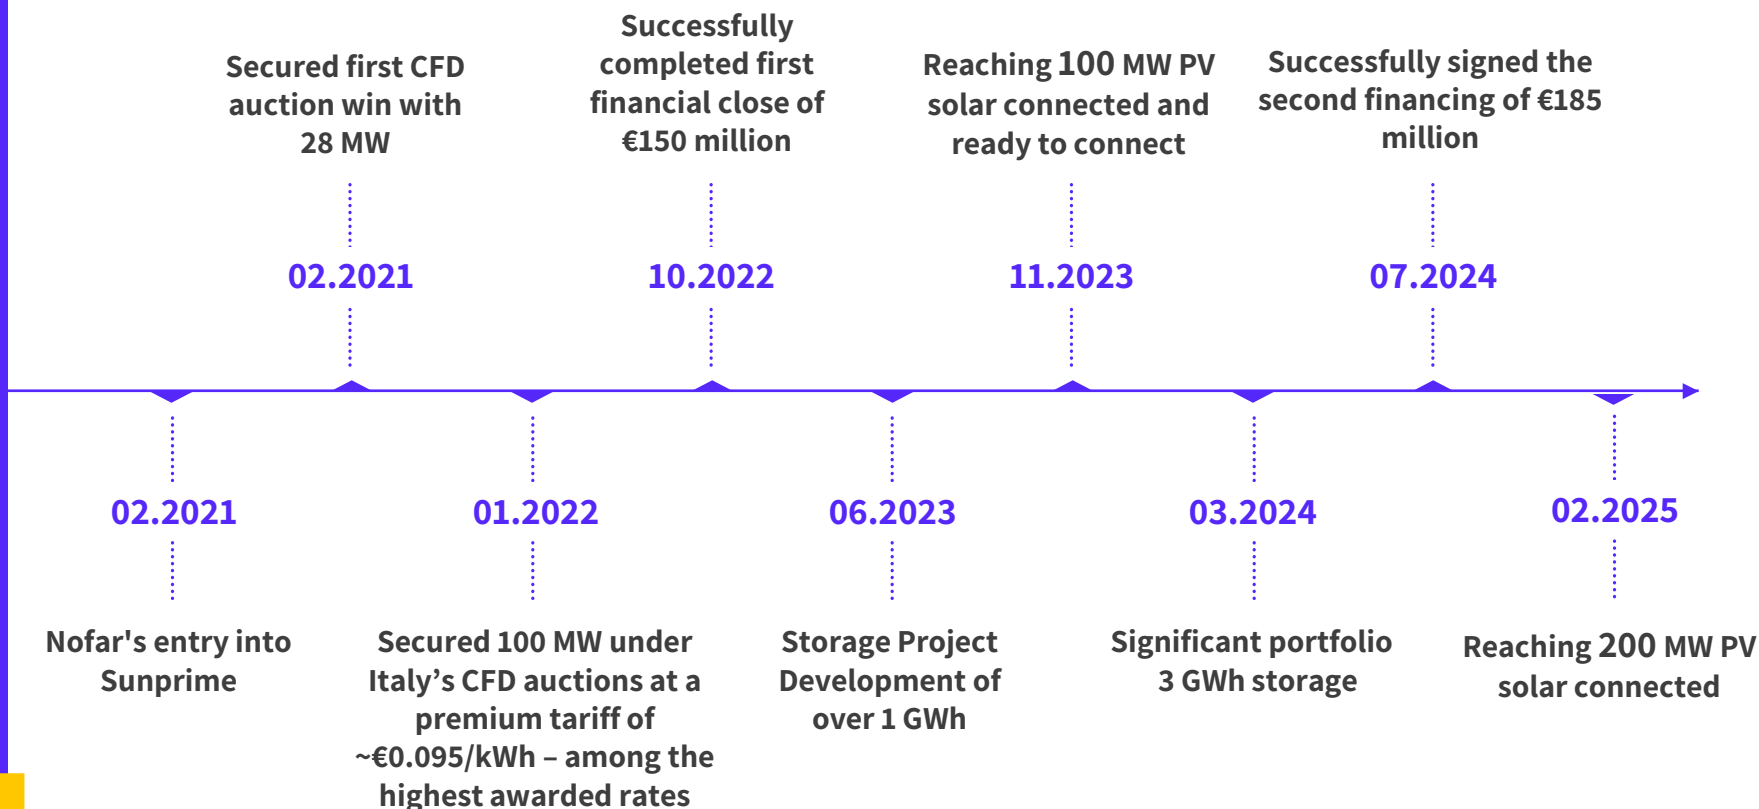 Secured first CFD
auction win with
28 MW
Successfully
completed first
financial close of
€150 million
Reaching 100 MW PV
solar connected and
ready to connect
Successfully signed the
second financing of €185
million
02.2021
10.2022
11.2023
07.2024
02.2021
01.2022
06.2023
03.2024
02.2025
Nofar's entry into
Sunprime
Secured 100 MW under
Italy’s CFD auctions at a
premium tariff of
~€0.095/kWh – among the
highest awarded rates
Storage Project
Development of
over 1 GWh
Significant portfolio
3 GWh storage
Reaching 200 MW PV
solar connected